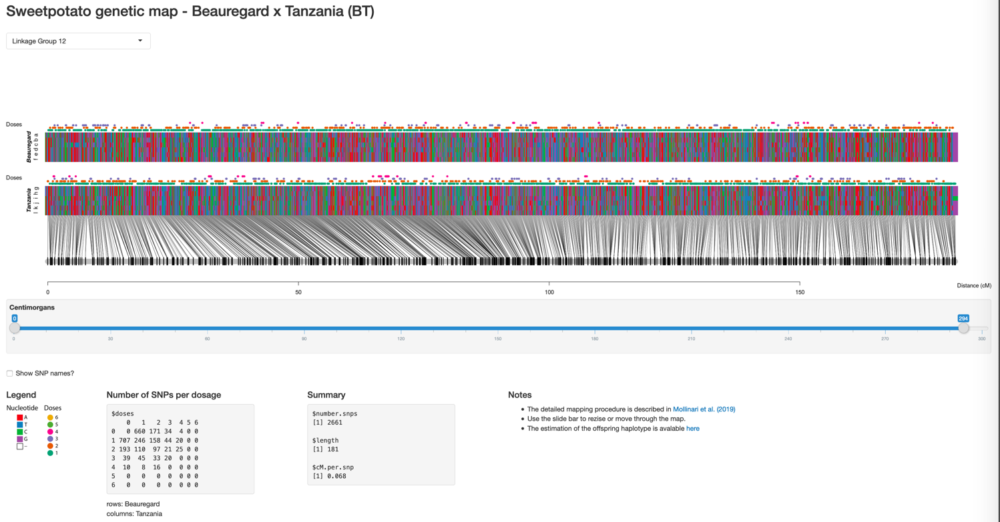 Sweetpotato genetic map - Beauregard x Tanzania (BT)
Linkage Group 12
Doses
Beauregard
f e d c b a
Doses
Tanzania
l k j i h g
0 50 100 150 Distance (cM)
Centimorgans
0 294
0 30 60 90 120 150 180 210 240 270 300
Show SNP names?
Legend
Nucleotide Doses
A 6
T 5
C 4
G 3
– 2
1
Number of SNPs per dosage
$doses
0 1 2 3 4 5 6
0 0 660 171 34 4 0 0
1 707 246 158 44 20 0 0
2 193 110 97 21 25 0 0
3 39 45 33 20 0 0 0
4 10 8 16 0 0 0 0
5 0 0 0 0 0 0 0
6 0 0 0 0 0 0 0
rows: Beauregard
columns: Tanzania
Summary
$number.snps
[1] 2661
$length
[1] 181
$cM.per.snp
[1] 0.068
Notes
• The detailed mapping procedure is described in Mollinari et al. (2019)
• Use the slide bar to rezise or move through the map.
• The estimation of the offspring haplotype is avalable here